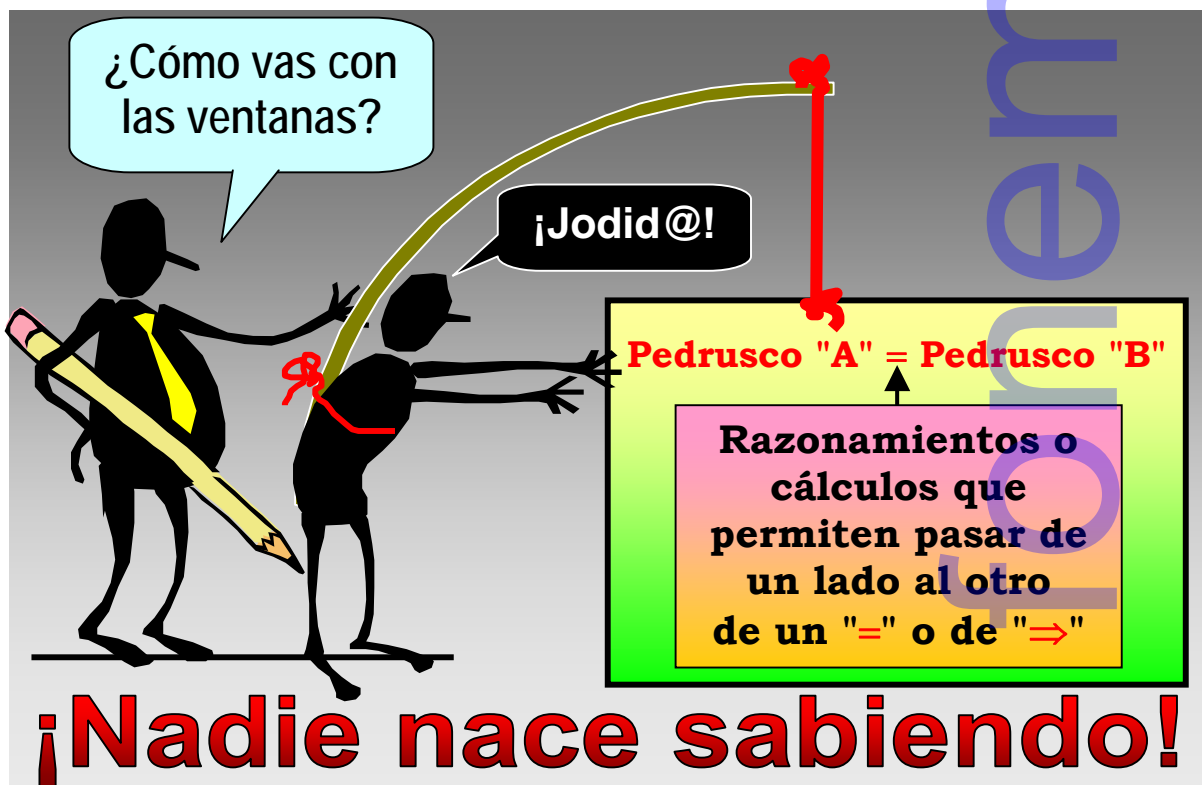 ¿Cómo vas con
las ventanas?
¡Jodid@!
Pedrusco "A" = Pedrusco "B"
Razonamientos o
cálculos que
permiten pasar de
un lado al otro
de un "=" o de "⇒"
¡Nadie nace sabiendo!
fonem